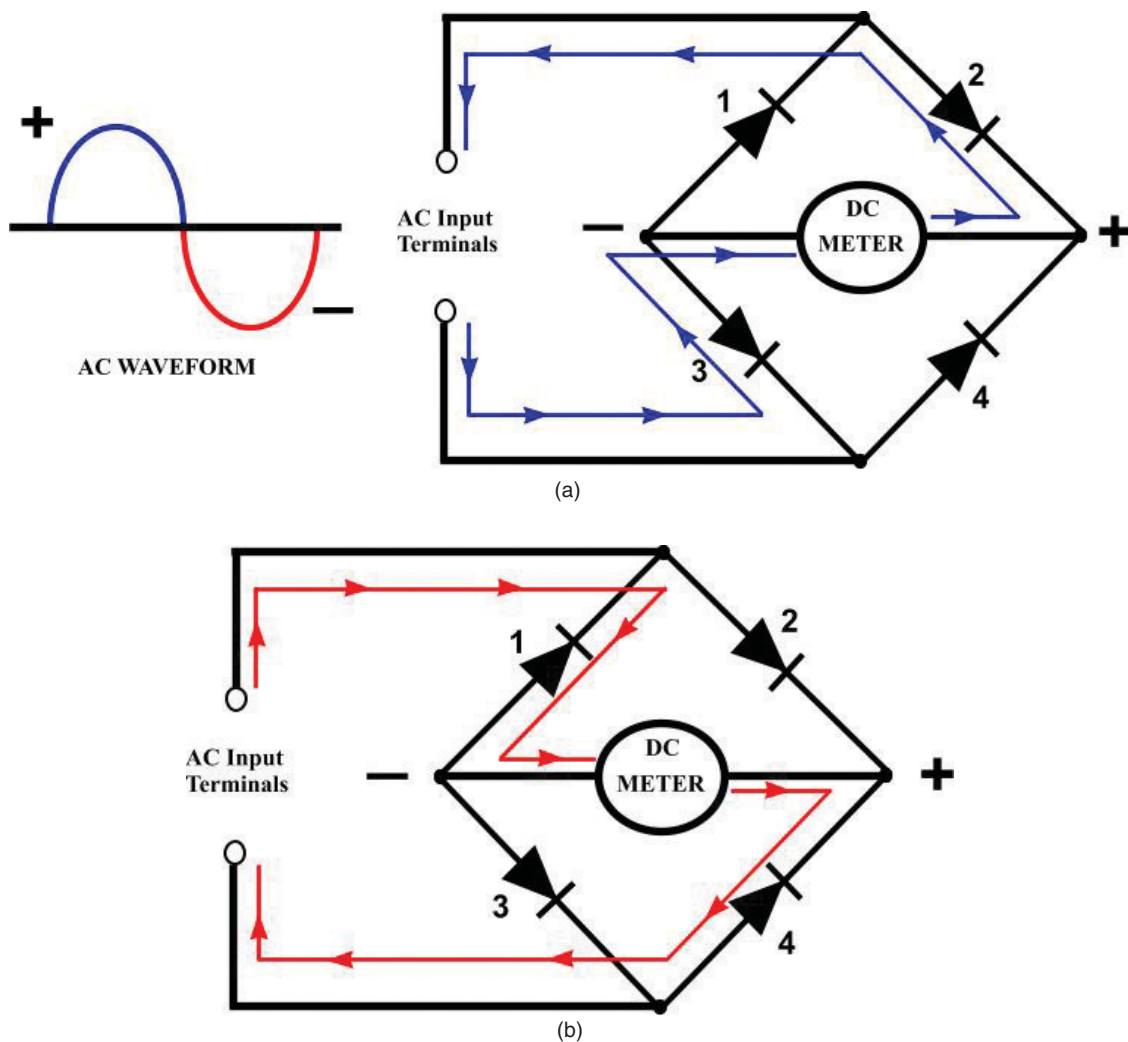 1
2
+
AC Input
Terminals
−
DC
METER
+
−
AC WAVEFORM
3
4
(a)
1
2
AC Input
Terminals
−
DC
METER
+
3
4
(b)